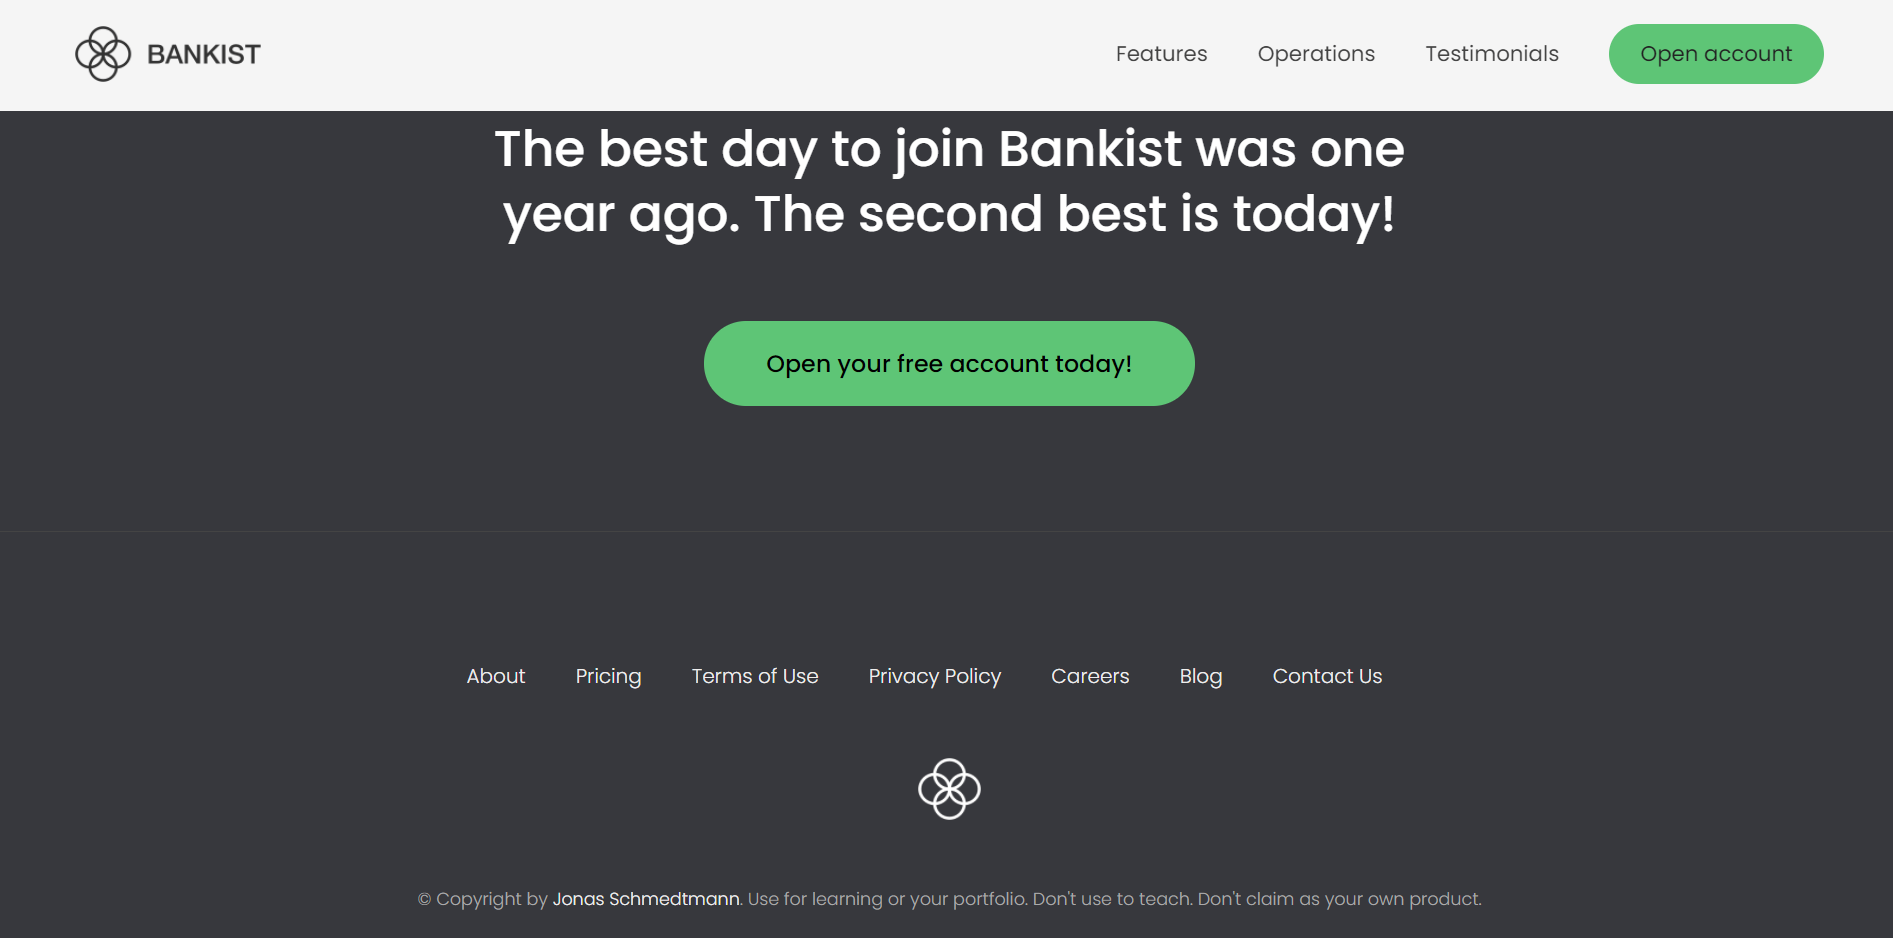 BANKIST
Features
Operations
Testimonials
Open account
The best day to join Bankist was one
year ago. The second best is today!
Open your free account today!
About
Pricing
Terms of Use
Privacy Policy
Careers
Blog
Contact Us
© Copyright by Jonas Schmedtmann. Use for learning or your portfolio. Don't use to teach. Don't claim as your own product.